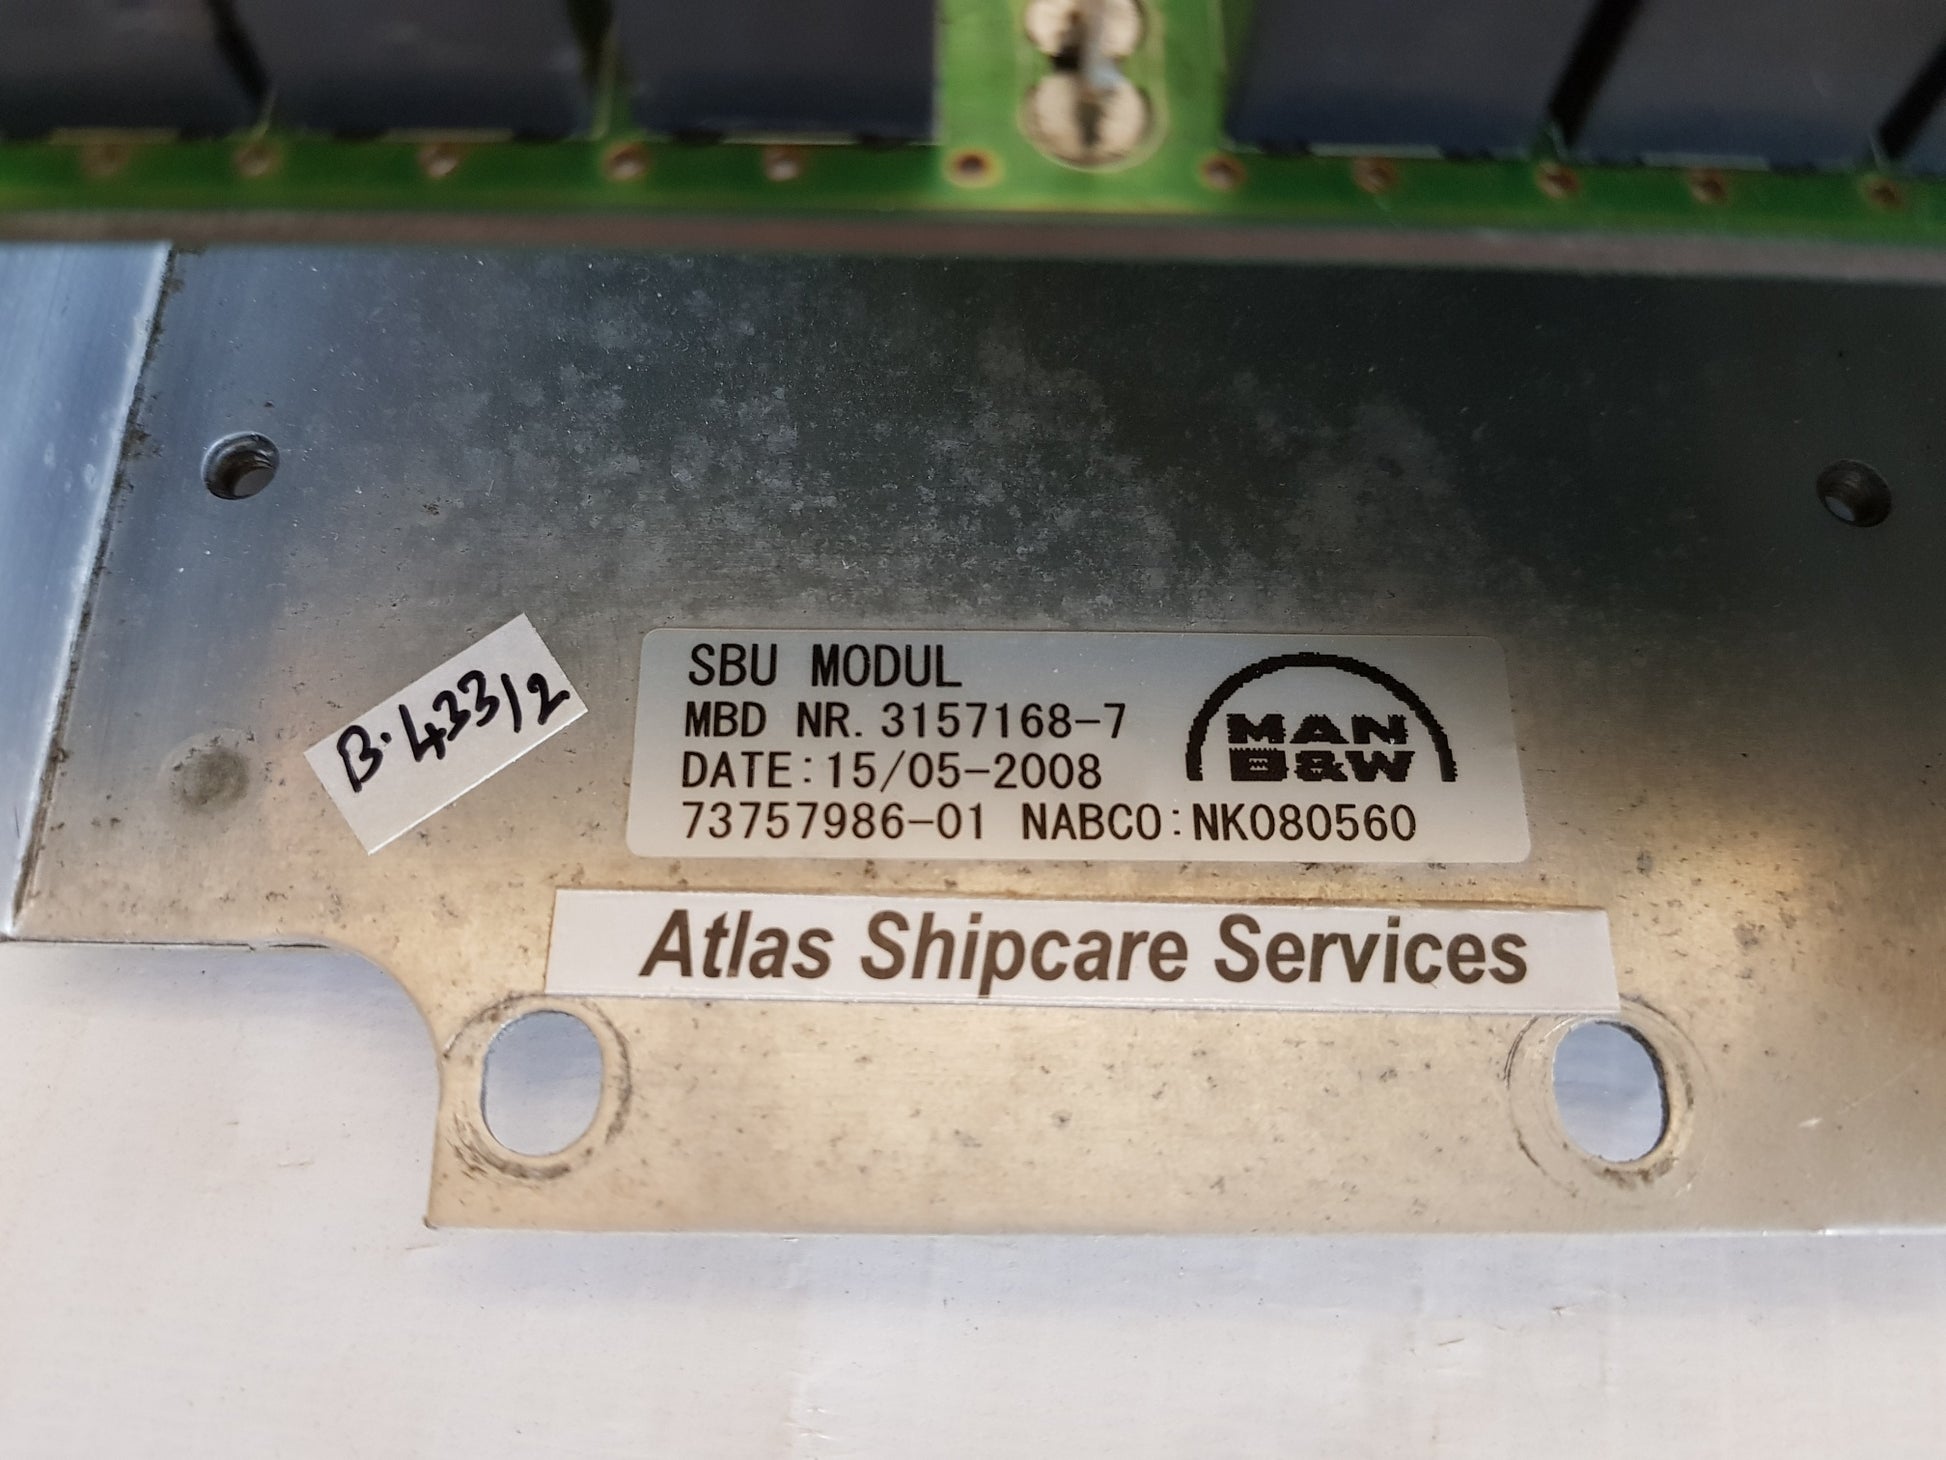 SBU MODUL
MBD NR. 3157168-7
DATE:15/05-2008
73757986-01 NABCO:NK080560
MAN
B&W
B.433/2
Atlas Shipcare Services